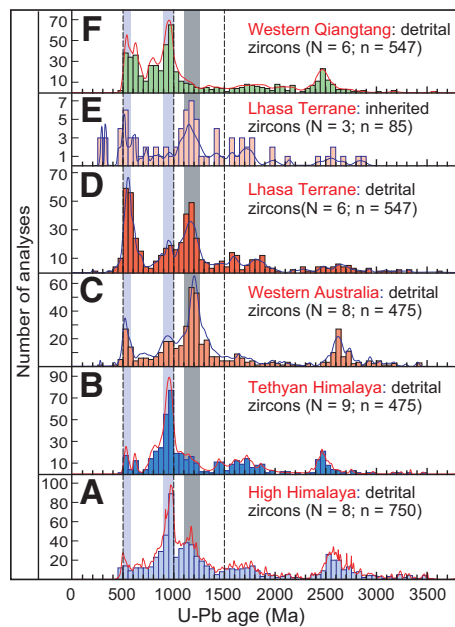 Number of analyses
F
Western Qiangtang: detrital
zircons (N = 6; n = 547)
70
50
30
10
E
Lhasa Terrane: inherited
zircons (N = 3; n = 85)
7
5
3
1
D
Lhasa Terrane: detrital
zircons(N = 6; n = 547)
70
50
30
10
C
Western Australia: detrital
zircons (N = 8; n = 475)
60
40
20
B
Tethyan Himalaya: detrital
zircons (N = 9; n = 475)
90
70
50
30
10
A
High Himalaya: detrital
zircons (N = 8; n = 750)
100
80
60
40
20
0 500 1000 1500 2000 2500 3000 3500
U-Pb age (Ma)